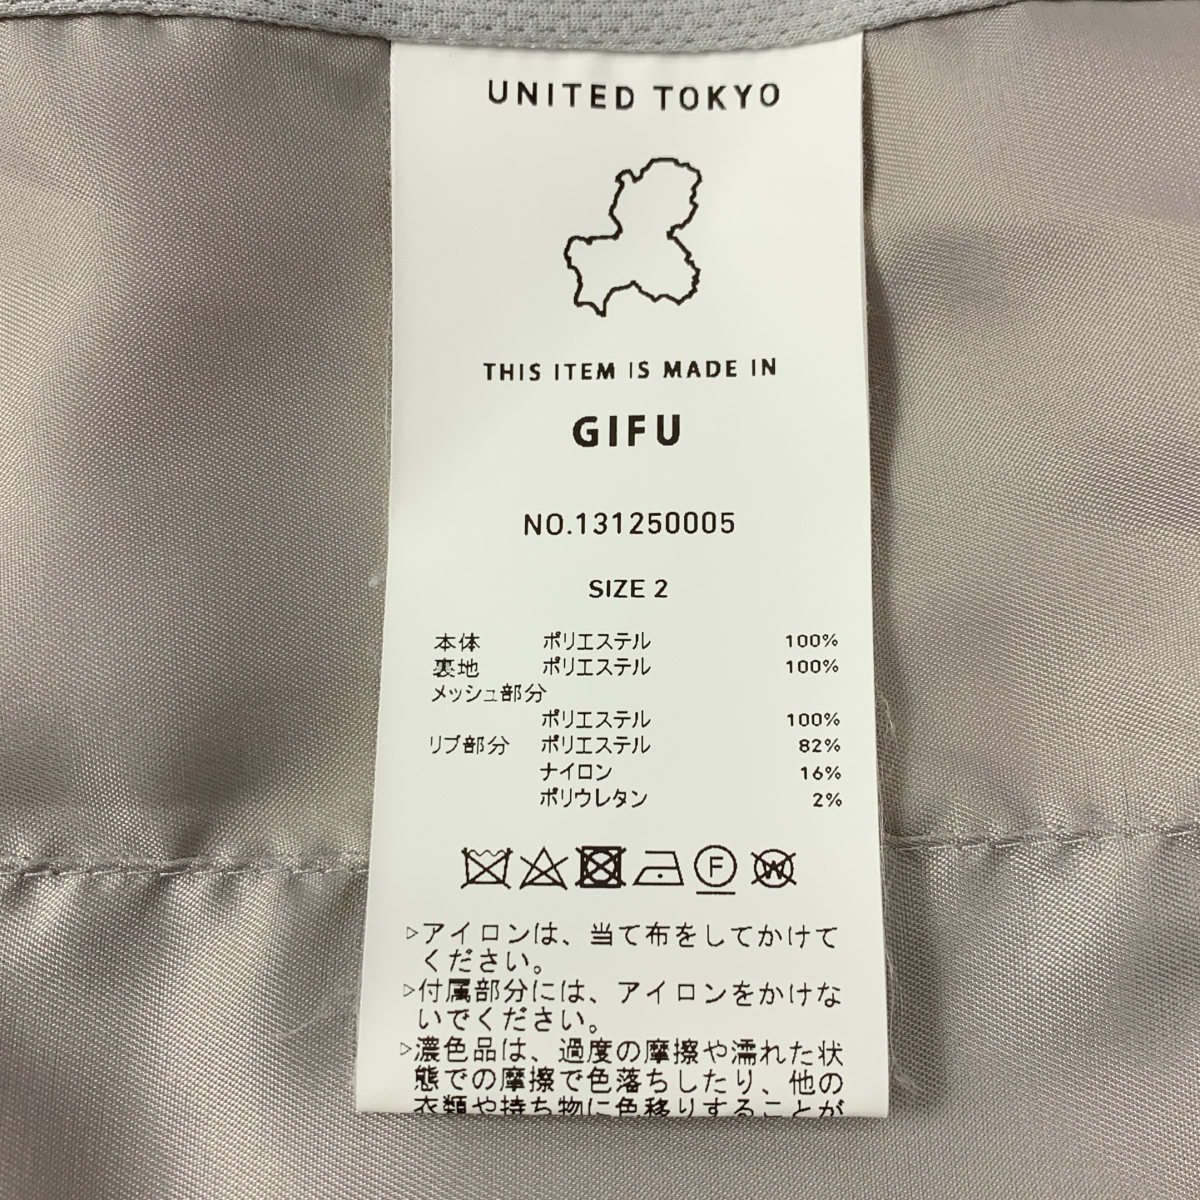 UNITED TOKYO
THIS ITEM IS MADE IN
GIFU
NO.131250005
SIZE 2
本体 ポリエステル 100%
裏地 ポリエステル 100%
メッシュ部分
ポリエステル 100%
リブ部分 ポリエステル 82%
ナイロン 16%
ポリウレタン 2%
F W
▷アイロンは、当て布をしてかけて
ください。
▷付属部分には、アイロンをかけな
いでください。
▷濃色品は、過度の摩擦や濡れた状
態での摩擦で色落ちしたり、他の
衣類や持ち物に色移りすることが